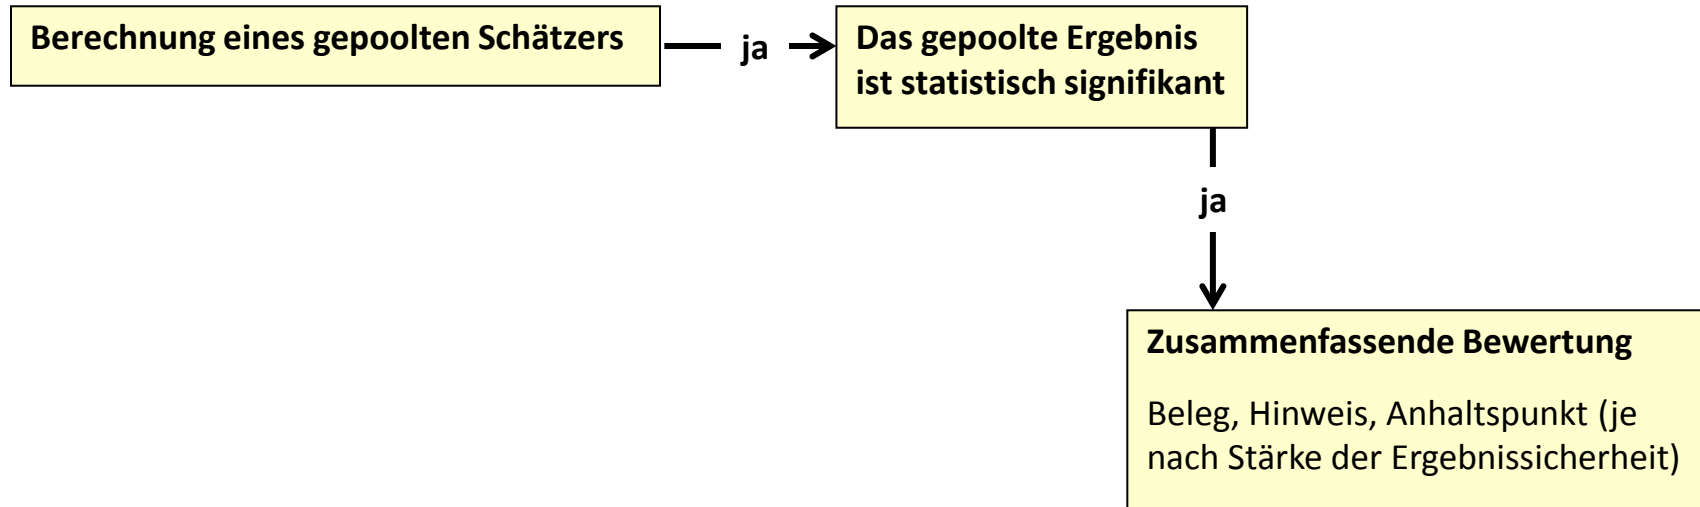 Berechnung eines gepoolten Schätzers
ja
Das gepoolte Ergebnis
ist statistisch signifikant
ja
Zusammenfassende Bewertung
Beleg, Hinweis, Anhaltspunkt (je
nach Stärke der Ergebnissicherheit)